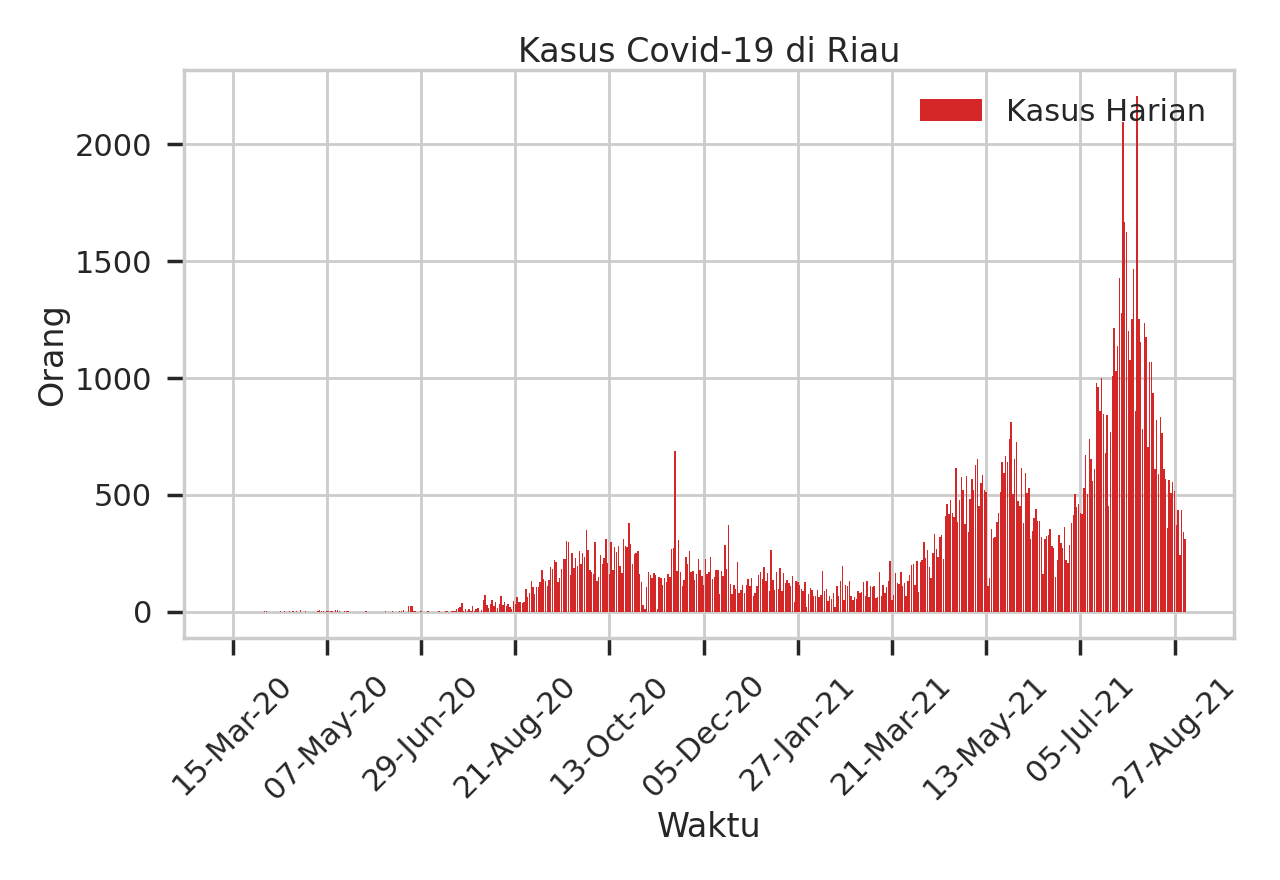 Kasus Covid-19 di Riau
Kasus Harian
Orang
2000
1500
1000
500
0
15-Mar-20
07-May-20
29-Jun-20
21-Aug-20
13-Oct-20
05-Dec-20
27-Jan-21
21-Mar-21
13-May-21
05-Jul-21
27-Aug-21
Waktu